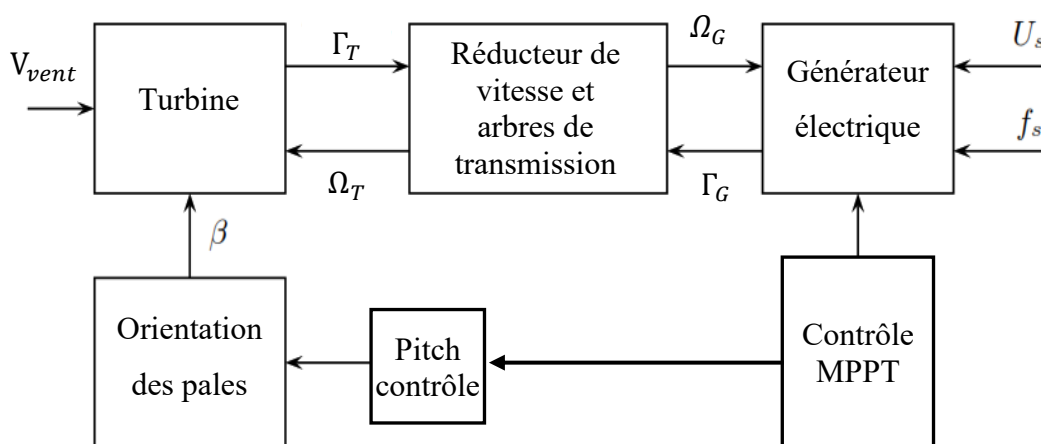 V_vent
Turbine
Γ_T
Ω_T
Réducteur de
vitesse et
arbres de
transmission
Ω_G
Γ_G
Générateur
électrique
U_s
f_s
β
Orientation
des pales
Pitch
contrôle
Contrôle
MPPT